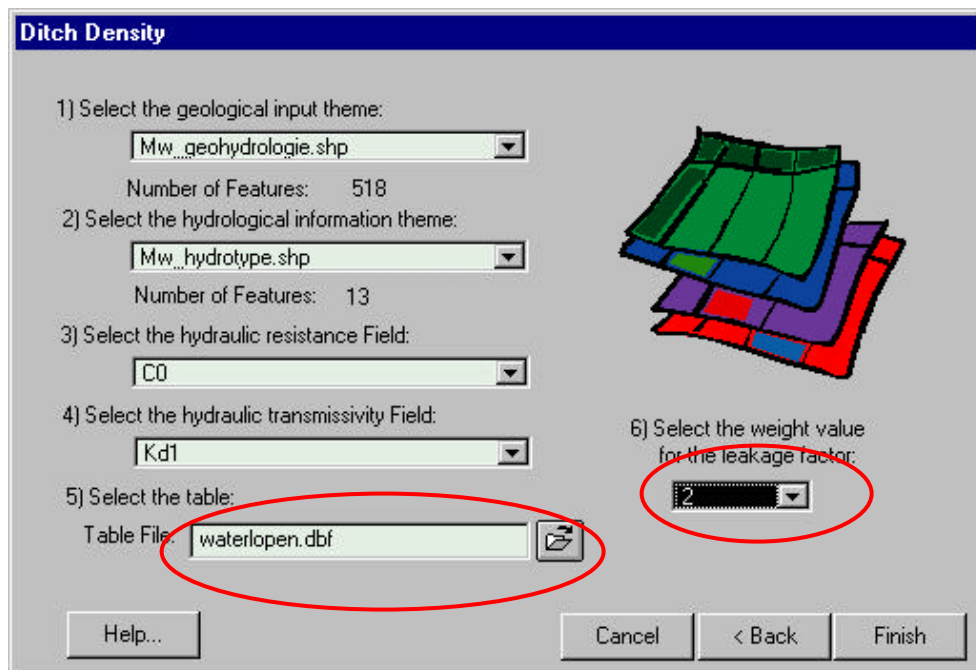 Ditch Density
1) Select the geological input theme:
Mw_geohydrologie.shp
Number of Features: 518
2) Select the hydrological information theme:
Mw_hydrotype.shp
Number of Features: 13
3) Select the hydraulic resistance Field:
C0
4) Select the hydraulic transmissivity Field:
Kd1
5) Select the table:
Table File: waterlopen.dbf
6) Select the weight value
for the leakage factor:
2
Help...
Cancel
< Back
Finish